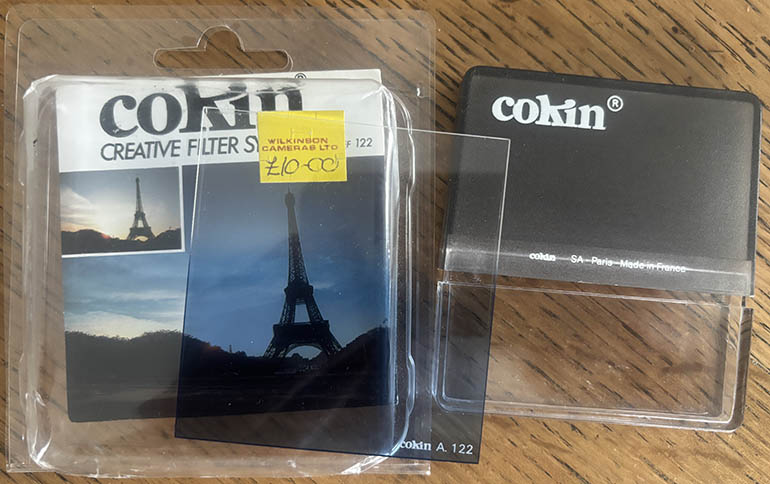 cokin®
CREATIVE FILTER SY F 122
WILKINSON
CAMERAS LTD
£10-00
cokin A. 122
cokin®
cokin SA - Paris - Made in France